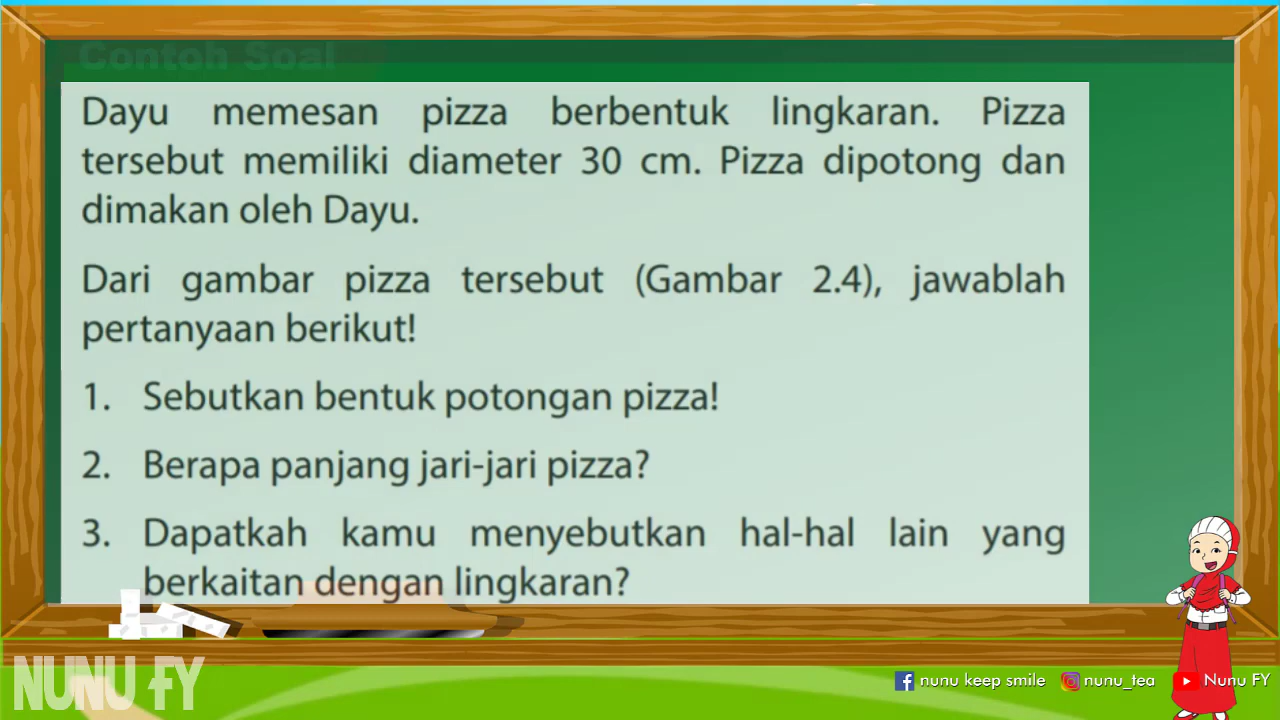 Contoh Soal
Dayu memesan pizza berbentuk lingkaran. Pizza
tersebut memiliki diameter 30 cm. Pizza dipotong dan
dimakan oleh Dayu.
Dari gambar pizza tersebut (Gambar 2.4), jawablah
pertanyaan berikut!
1. Sebutkan bentuk potongan pizza!
2. Berapa panjang jari-jari pizza?
3. Dapatkah kamu menyebutkan hal-hal lain yang
berkaitan dengan lingkaran?
NUNU FY
nunu keep smile
nunu_tea
Nunu FY